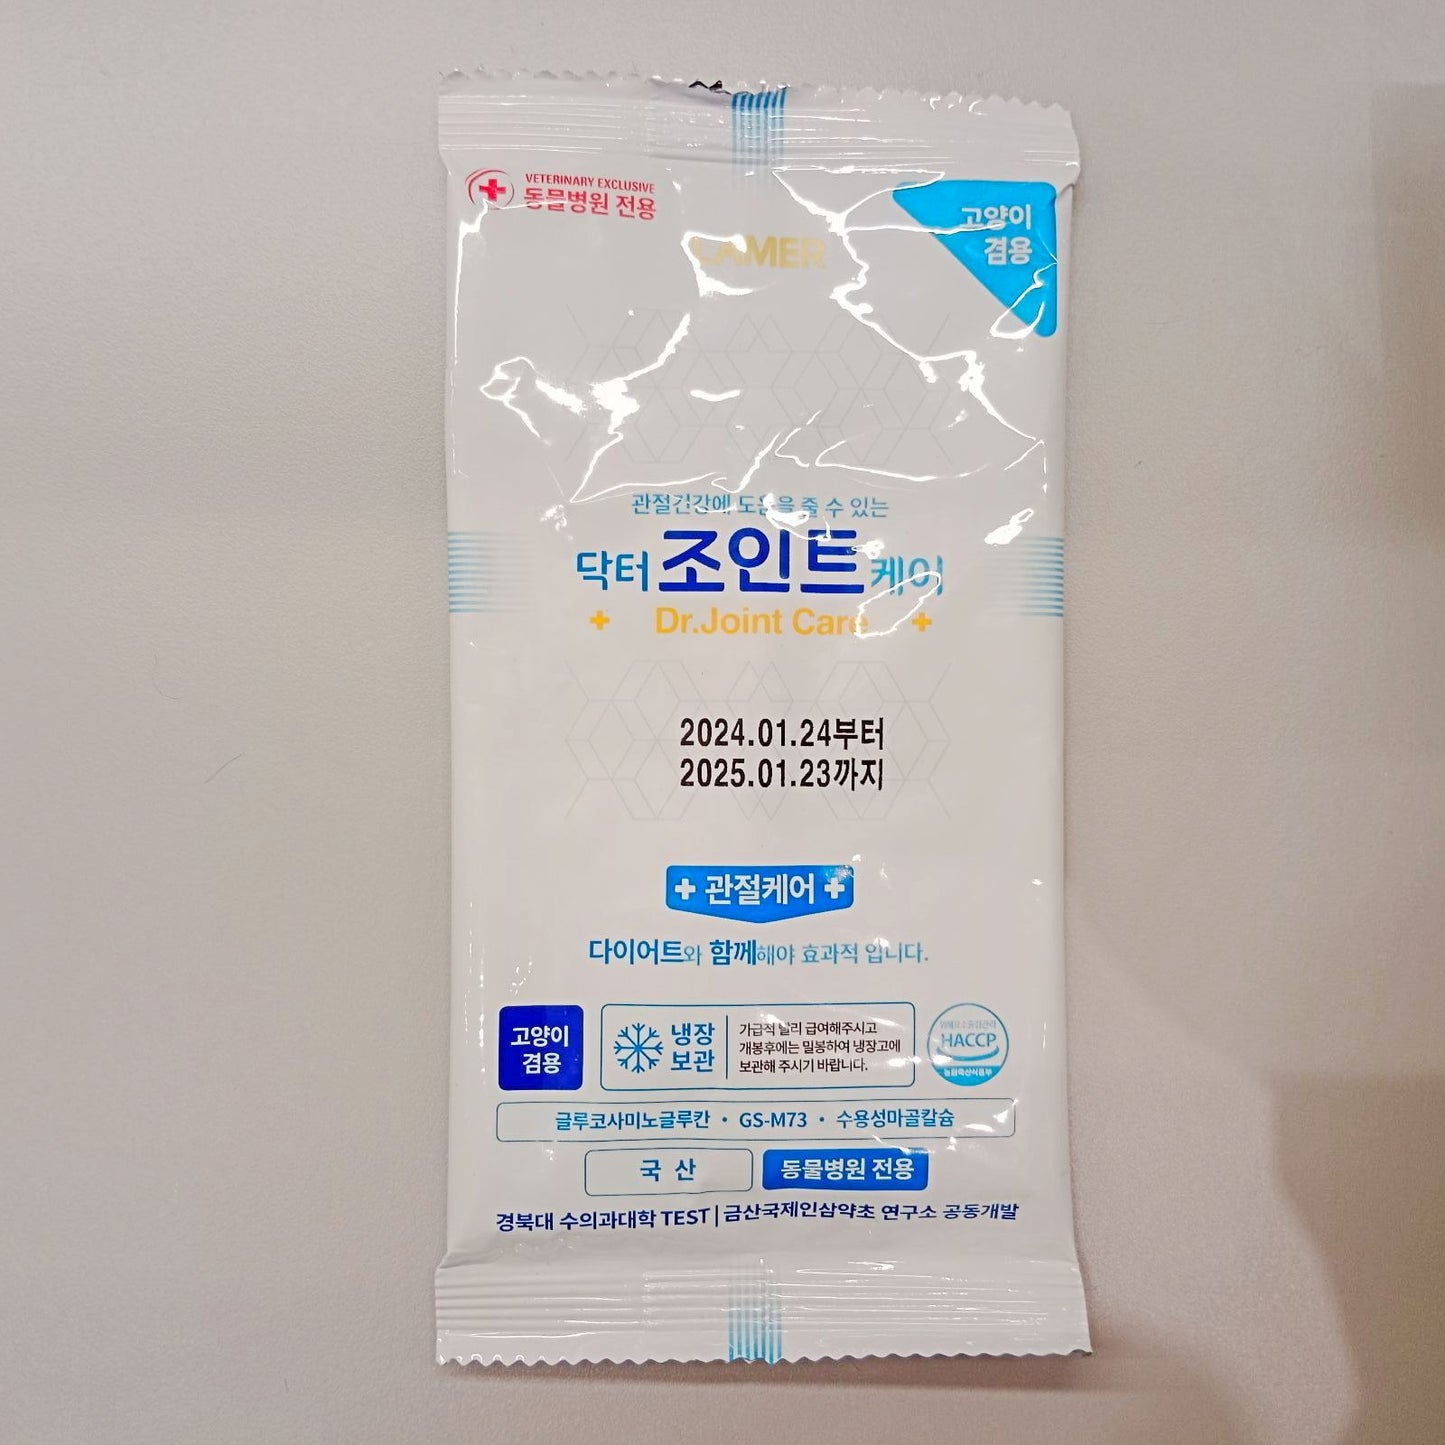 VETERINARY EXCLUSIVE
동물병원 전용
LAMER
고양이
겸용
관절건강에 도움을 줄 수 있는
닥터 조인트케어
Dr.Joint Care
2024.01.24부터
2025.01.23까지
관절케어
다이어트와 함께해야 효과적 입니다.
고양이
겸용
냉장
보관
가급적 빨리 급여해주시고
개봉후에는 밀봉하여 냉장고에
보관해 주시기 바랍니다.
HACCP
글루코사미노글루칸 · GS-M73 · 수용성마골칼슘
국 산
동물병원 전용
경북대 수의과대학 TEST | 금산국제인삼약초 연구소 공동개발